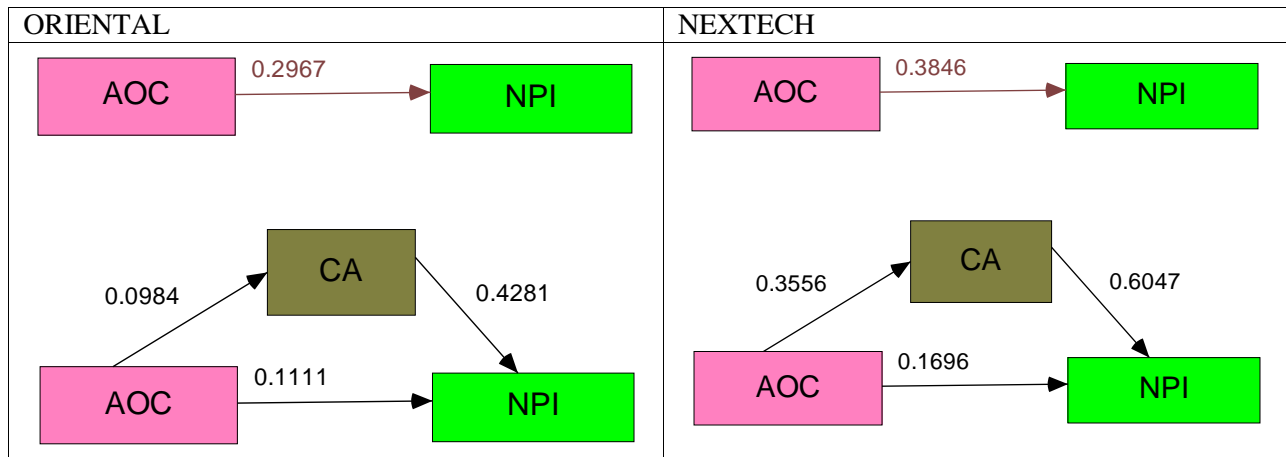 ORIENTAL
AOC
0.2967
NPI
CA
0.0984
0.4281
AOC
0.1111
NPI
NEXTECH
AOC
0.3846
NPI
CA
0.3556
0.6047
AOC
0.1696
NPI